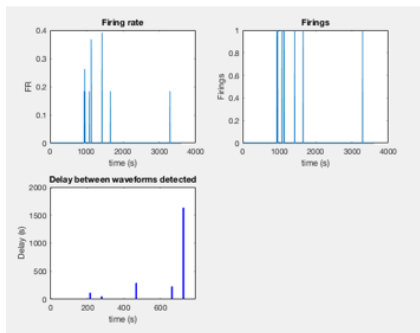 Firing rate
Firings
0.4
0.3
0.2
0.1
0
FR
0 1000 2000 3000 4000
time (s)
1
0.8
0.6
0.4
0.2
0
Firings
0 1000 2000 3000 4000
time (s)
Delay between waveforms detected
2000
1500
1000
500
0
Delay (s)
0 200 400 600
time (s)